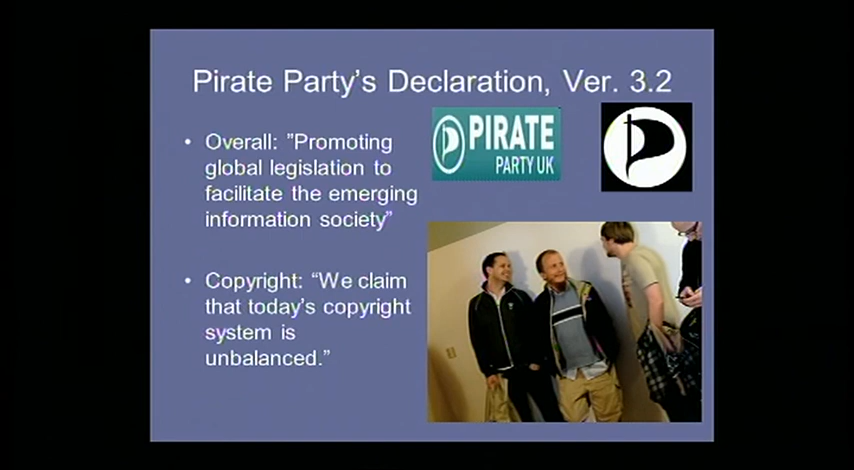 Pirate Party's Declaration, Ver. 3.2
• Overall: ”Promoting
global legislation to
facilitate the emerging
information society”
PIRATE
PARTY UK
• Copyright: “We claim
that today's copyright
system is
unbalanced.”